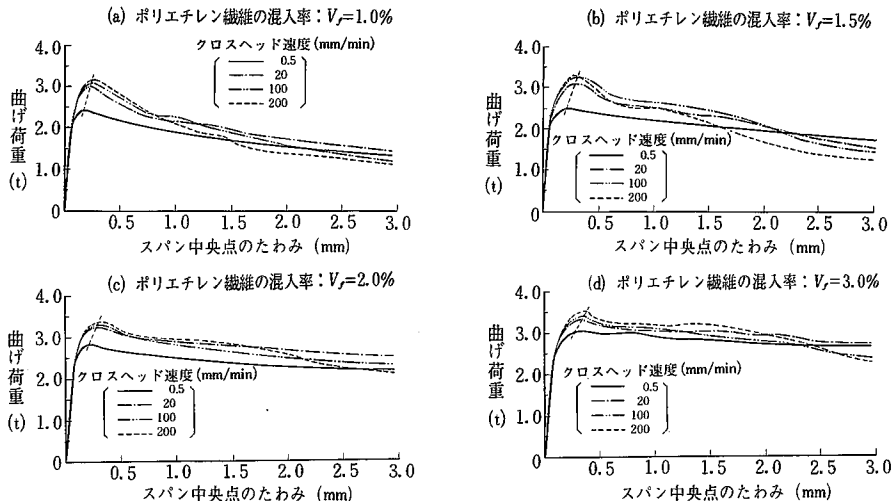 (a) ポリエチレン繊維の混入率：V_f=1.0%
クロスヘッド速度(mm/min)
0.5
20
100
200
4.0
3.0
2.0
1.0
0
曲げ荷重(t)
0.5 1.0 1.5 2.0 2.5 3.0
スパン中央点のたわみ (mm)
(b) ポリエチレン繊維の混入率：V_f=1.5%
4.0
3.0
2.0
1.0
0
曲げ荷重(t)
クロスヘッド速度(mm/min)
0.5
20
100
200
0.5 1.0 1.5 2.0 2.5 3.0
スパン中央点のたわみ (mm)
(c) ポリエチレン繊維の混入率：V_f=2.0%
4.0
3.0
2.0
1.0
0
曲げ荷重(t)
クロスヘッド速度(mm/min)
0.5
20
100
200
0.5 1.0 1.5 2.0 2.5 3.0
スパン中央点のたわみ (mm)
(d) ポリエチレン繊維の混入率：V_f=3.0%
4.0
3.0
2.0
1.0
0
曲げ荷重(t)
クロスヘッド速度(mm/min)
0.5
20
100
200
0.5 1.0 1.5 2.0 2.5 3.0
スパン中央点のたわみ (mm)